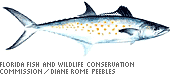 FLORIDA FISH AND WILDLIFE CONSERVATION
COMMISSION / DIANE ROME PEEBLES